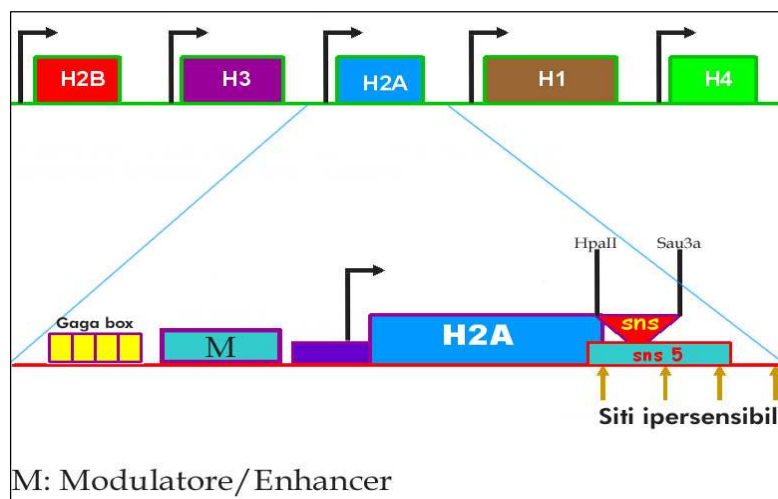 H2B H3 H2A H1 H4
HpaII Sau3a
Gaga box
M
H2A
sns
sns 5
Siti ipersensibil
M: Modulatore/Enhancer